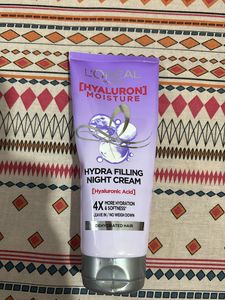 L'ORÉAL
[HYALURON]
MOISTURE
HYDRA FILLING
NIGHT CREAM
[Hyaluronic Acid]
4X MORE HYDRATION
& SOFTNESS*
LEAVE IN / NO WEIGH DOWN
DEHYDRATED HAIR